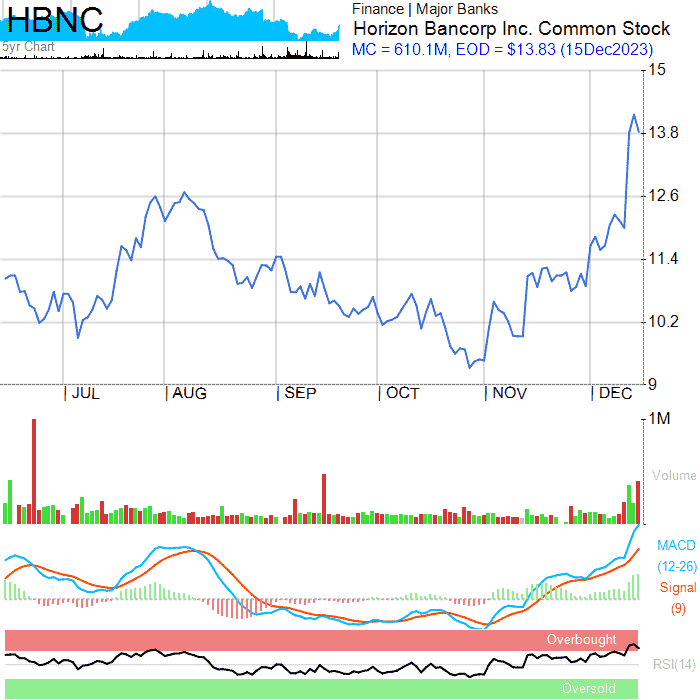 HBNC
5yr Chart
Finance | Major Banks
Horizon Bancorp Inc. Common Stock
MC = 610.1M, EOD = $13.83 (15Dec2023)
15
13.8
12.6
11.4
10.2
9
| JUL | AUG | SEP | OCT | NOV | DEC
1M
Volume
MACD
(12-26)
Signal
(9)
Overbought
RSI(14)
Oversold